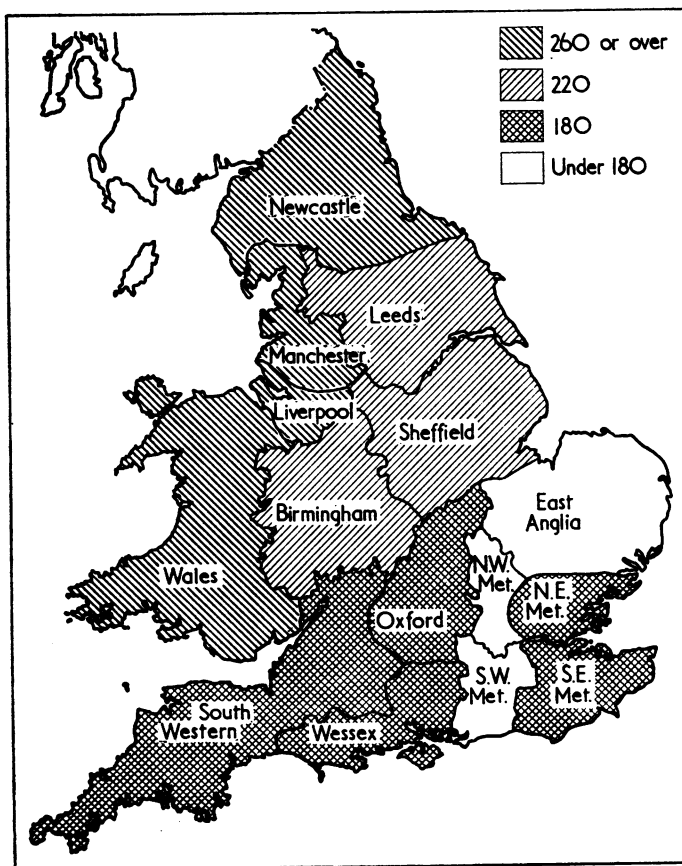 260 or over
220
180
Under 180
Newcastle
Leeds
Manchester
Liverpool
Sheffield
Birmingham
East
Anglia
Wales
N.W.
Met.
N.E.
Met.
Oxford
S.W.
Met.
S.E.
Met.
South
Western
Wessex